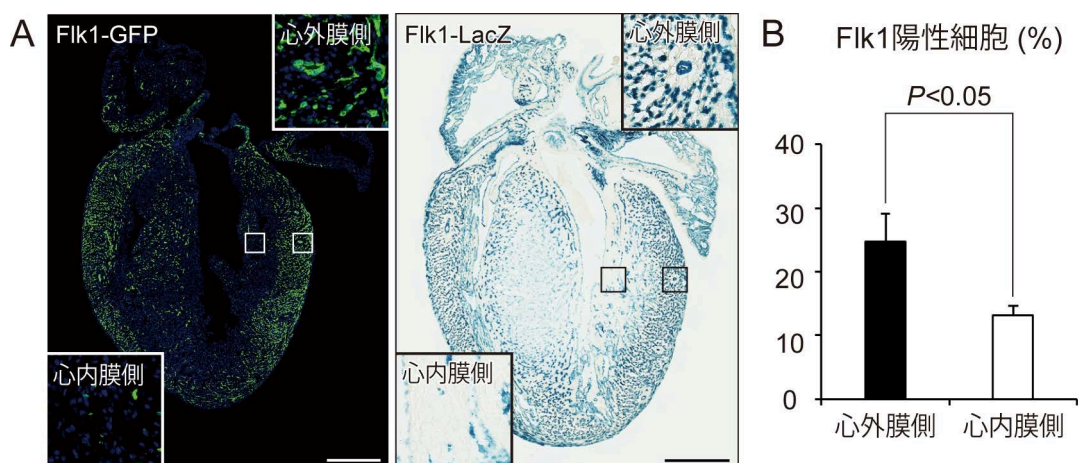 A
Flk1-GFP
心外膜側
心内膜側
Flk1-LacZ
心外膜側
心内膜側
B
Flk1陽性細胞 (%)
P<0.05
40
30
20
10
0
心外膜側
心内膜側